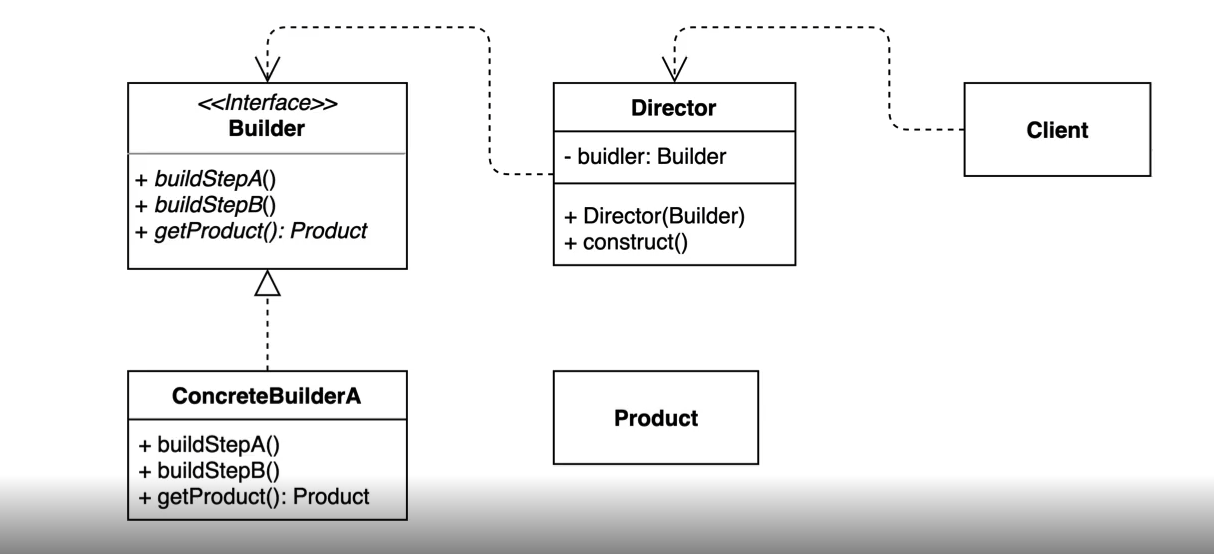 <<Interface>>
Builder
+ buildStepA()
+ buildStepB()
+ getProduct(): Product
Director
- buidler: Builder
+ Director(Builder)
+ construct()
Client
ConcreteBuilderA
+ buildStepA()
+ buildStepB()
+ getProduct(): Product
Product